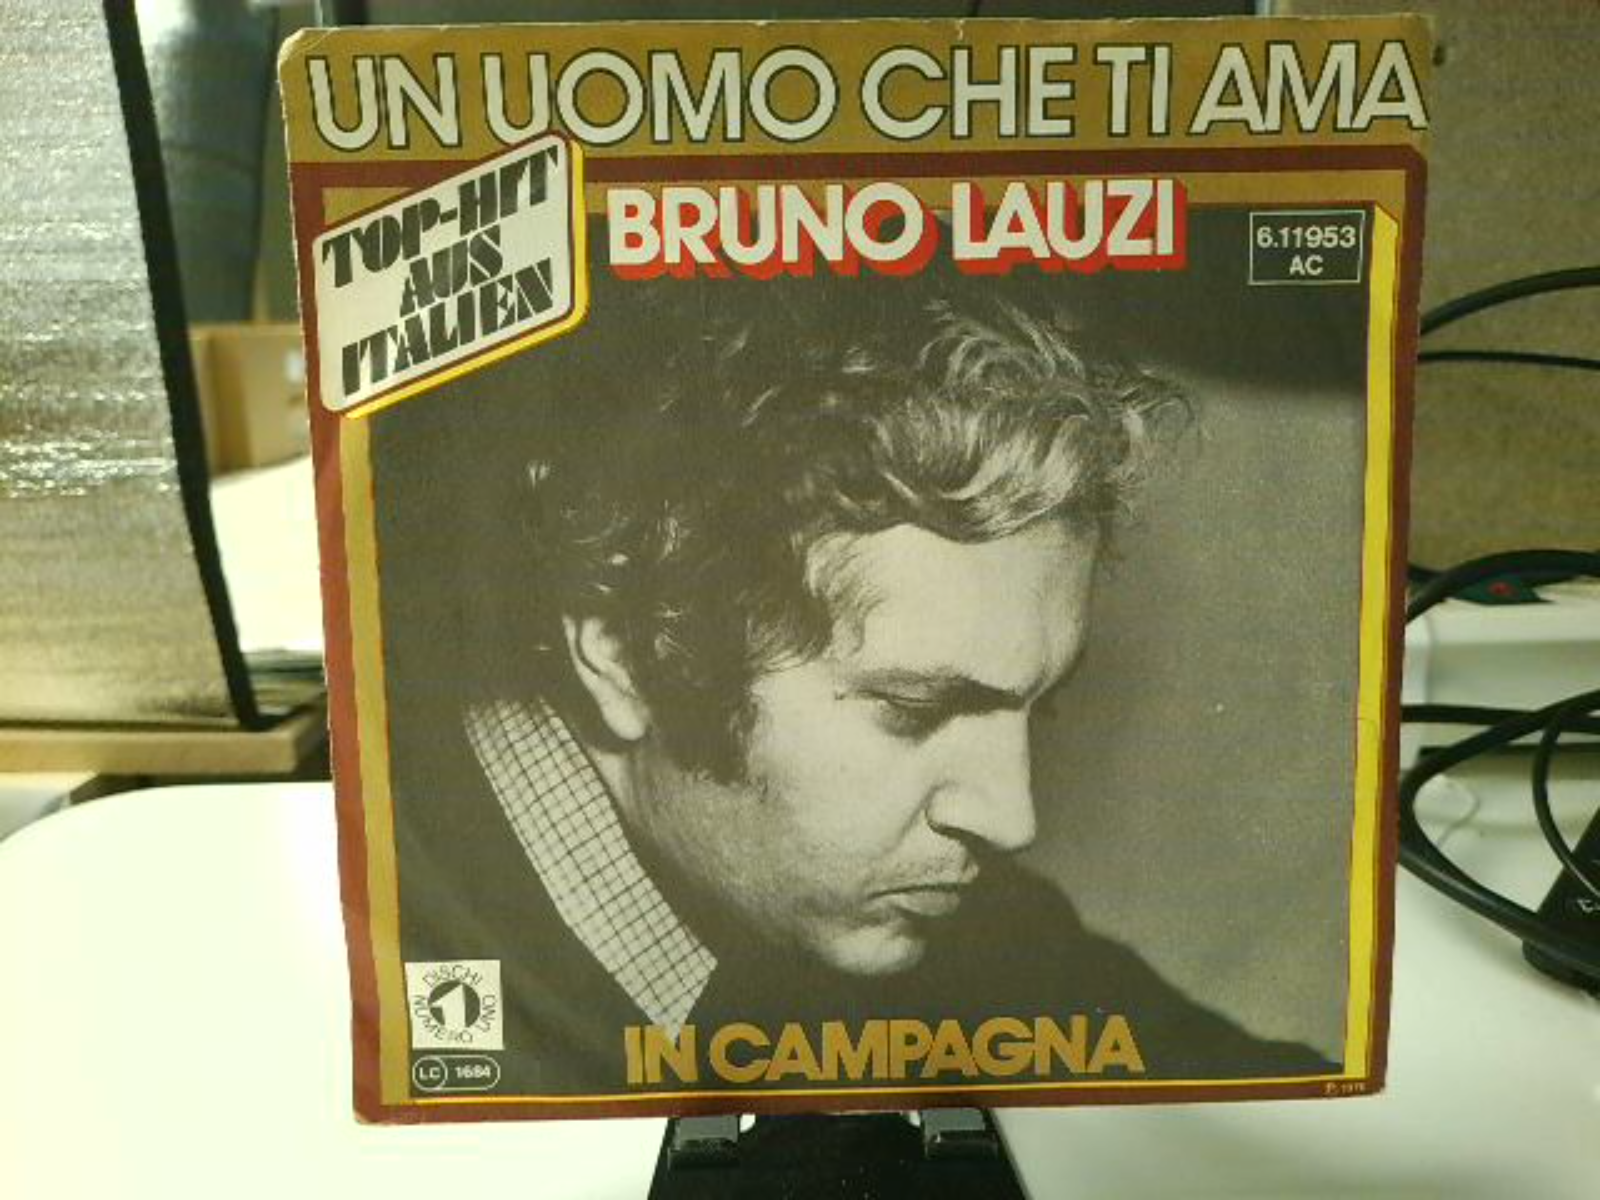 UN UOMO CHE TI AMA
TOP-HIT
AUS
ITALIEN
BRUNO LAUZI
6.11953
AC
DISCHI
NUMERO
UNO
1
LC 1684
IN CAMPAGNA